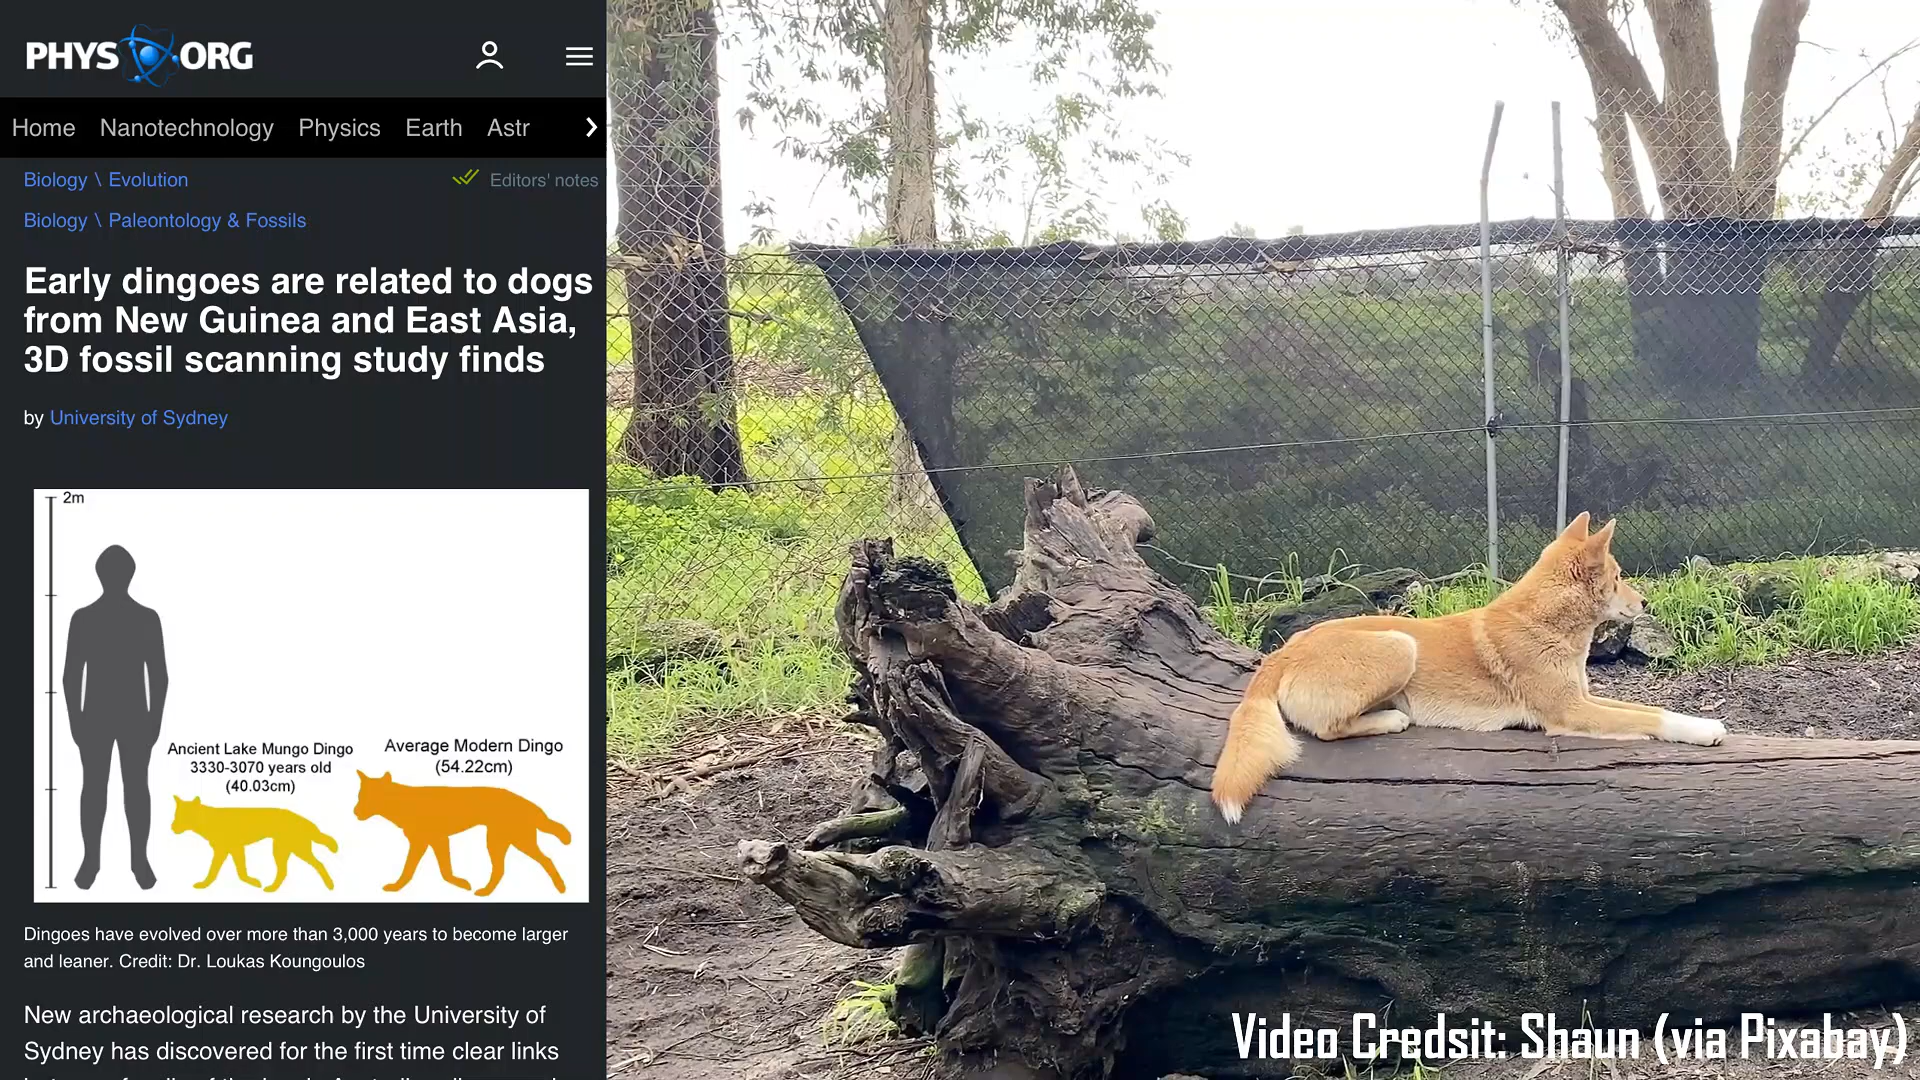 PHYS ORG
Home Nanotechnology Physics Earth Astr
Biology \ Evolution
Editors' notes
Biology \ Paleontology & Fossils
Early dingoes are related to dogs
from New Guinea and East Asia,
3D fossil scanning study finds
by University of Sydney
2m
Ancient Lake Mungo Dingo
3330-3070 years old
(40.03cm)
Average Modern Dingo
(54.22cm)
Dingoes have evolved over more than 3,000 years to become larger
and leaner. Credit: Dr. Loukas Koungoulos
New archaeological research by the University of
Sydney has discovered for the first time clear links
Video Credsit: Shaun (via Pixabay)